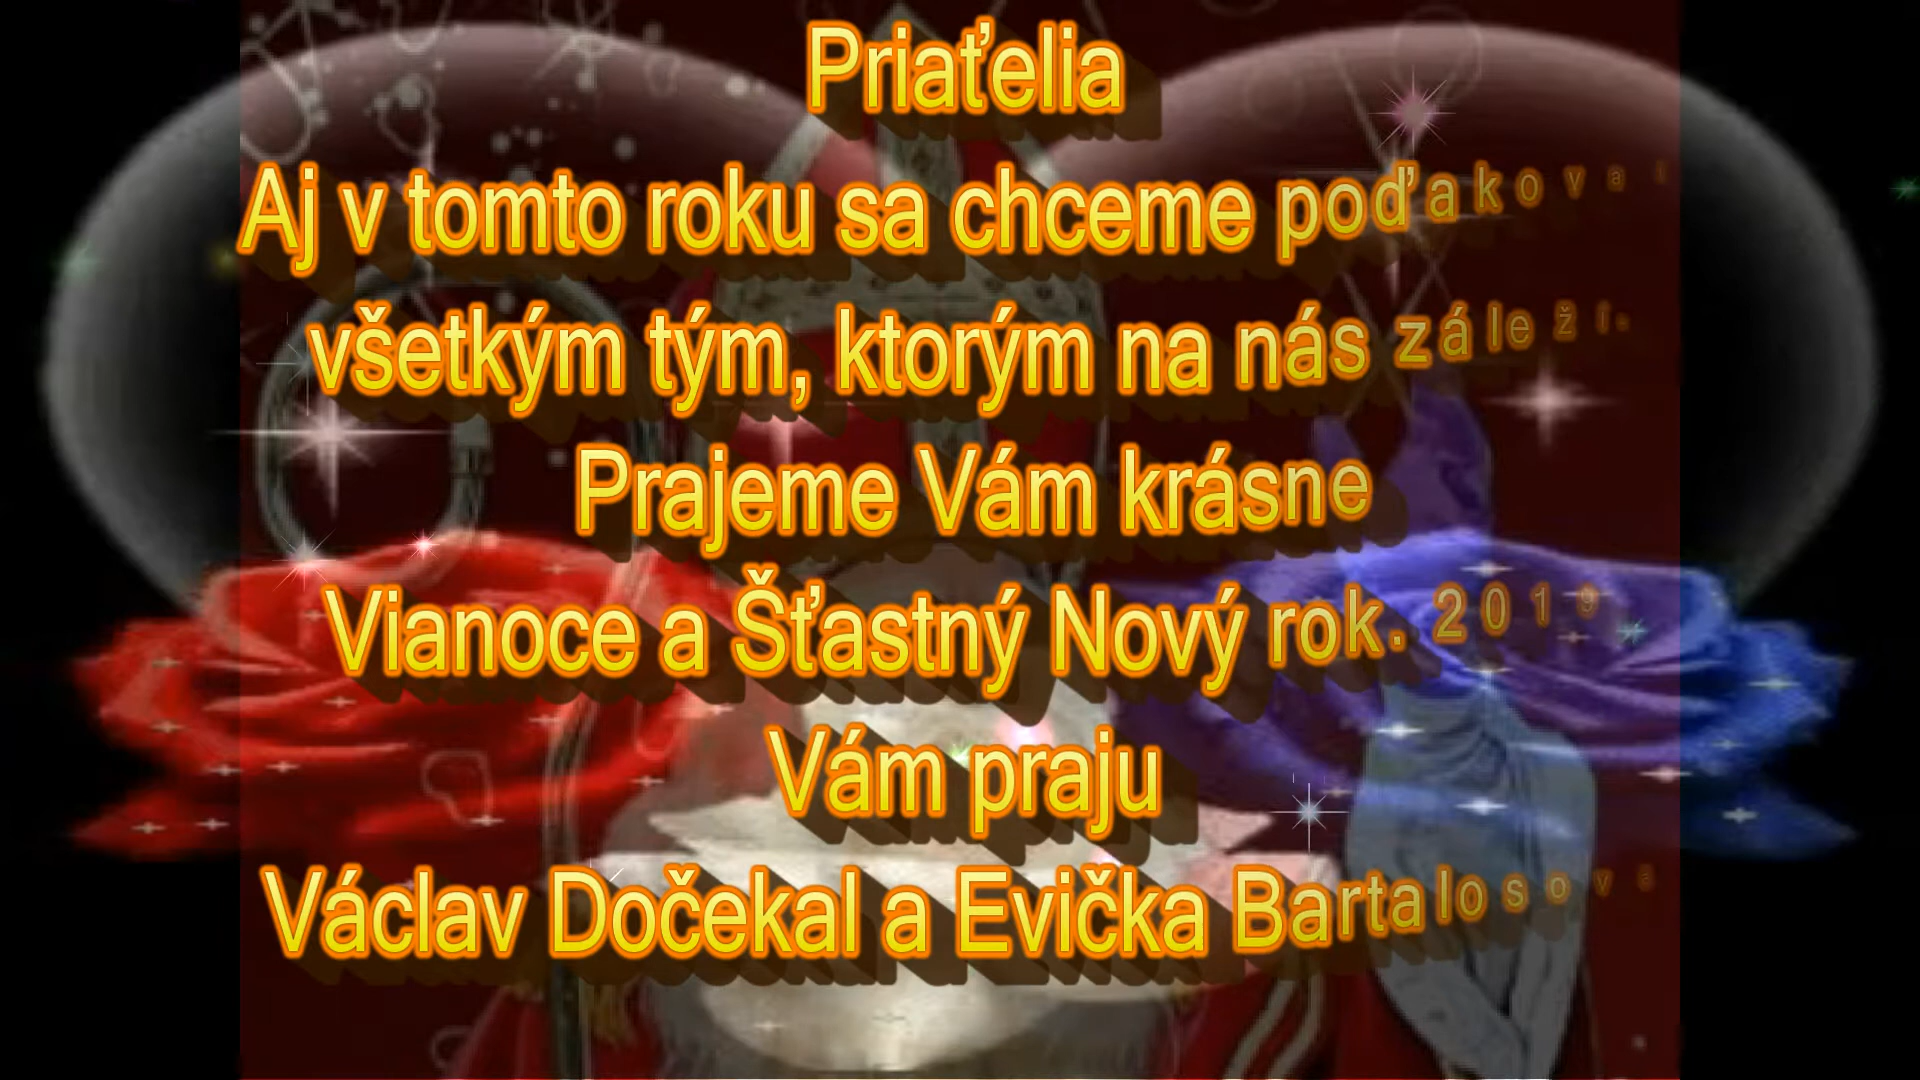 Priaťelia
Aj v tomto roku sa chceme poďakovať
všetkým tým, ktorým na nás záleží.
Prajeme Vám krásne
Vianoce a Šťastný Nový rok. 2019
Vám praju
Václav Dočekal a Evička Bartalosová